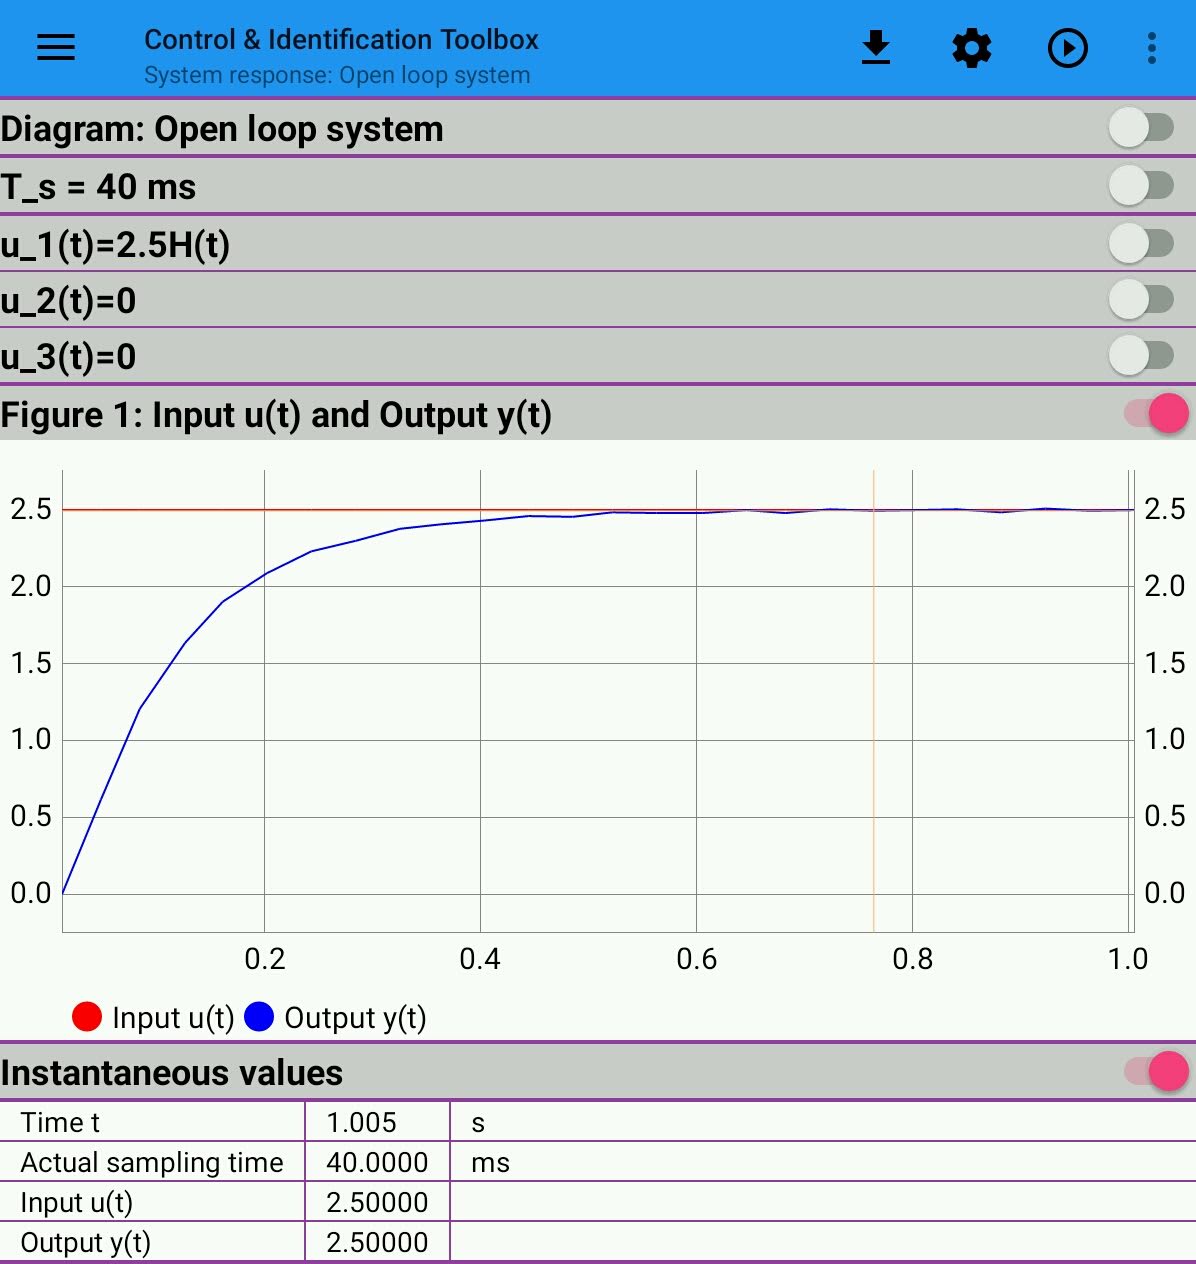 Control & Identification Toolbox
System response: Open loop system
Diagram: Open loop system
T_s = 40 ms
u_1(t)=2.5H(t)
u_2(t)=0
u_3(t)=0
Figure 1: Input u(t) and Output y(t)
2.5 2.5
2.0 2.0
1.5 1.5
1.0 1.0
0.5 0.5
0.0 0.0
0.2 0.4 0.6 0.8 1.0
Input u(t) Output y(t)
Instantaneous values
Time t 1.005 s
Actual sampling time 40.0000 ms
Input u(t) 2.50000
Output y(t) 2.50000